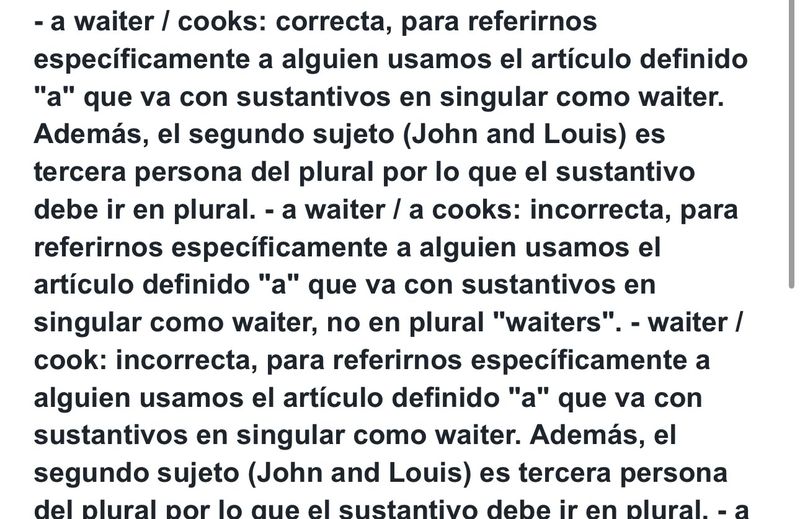 - a waiter / cooks: correcta, para referirnos
específicamente a alguien usamos el artículo definido
"a" que va con sustantivos en singular como waiter.
Además, el segundo sujeto (John and Louis) es
tercera persona del plural por lo que el sustantivo
debe ir en plural. - a waiter / a cooks: incorrecta, para
referirnos específicamente a alguien usamos el
artículo definido "a" que va con sustantivos en
singular como waiter, no en plural "waiters". - waiter /
cook: incorrecta, para referirnos específicamente a
alguien usamos el artículo definido "a" que va con
sustantivos en singular como waiter. Además, el
segundo sujeto (John and Louis) es tercera persona
del plural por lo que el sustantivo debe ir en plural. - a